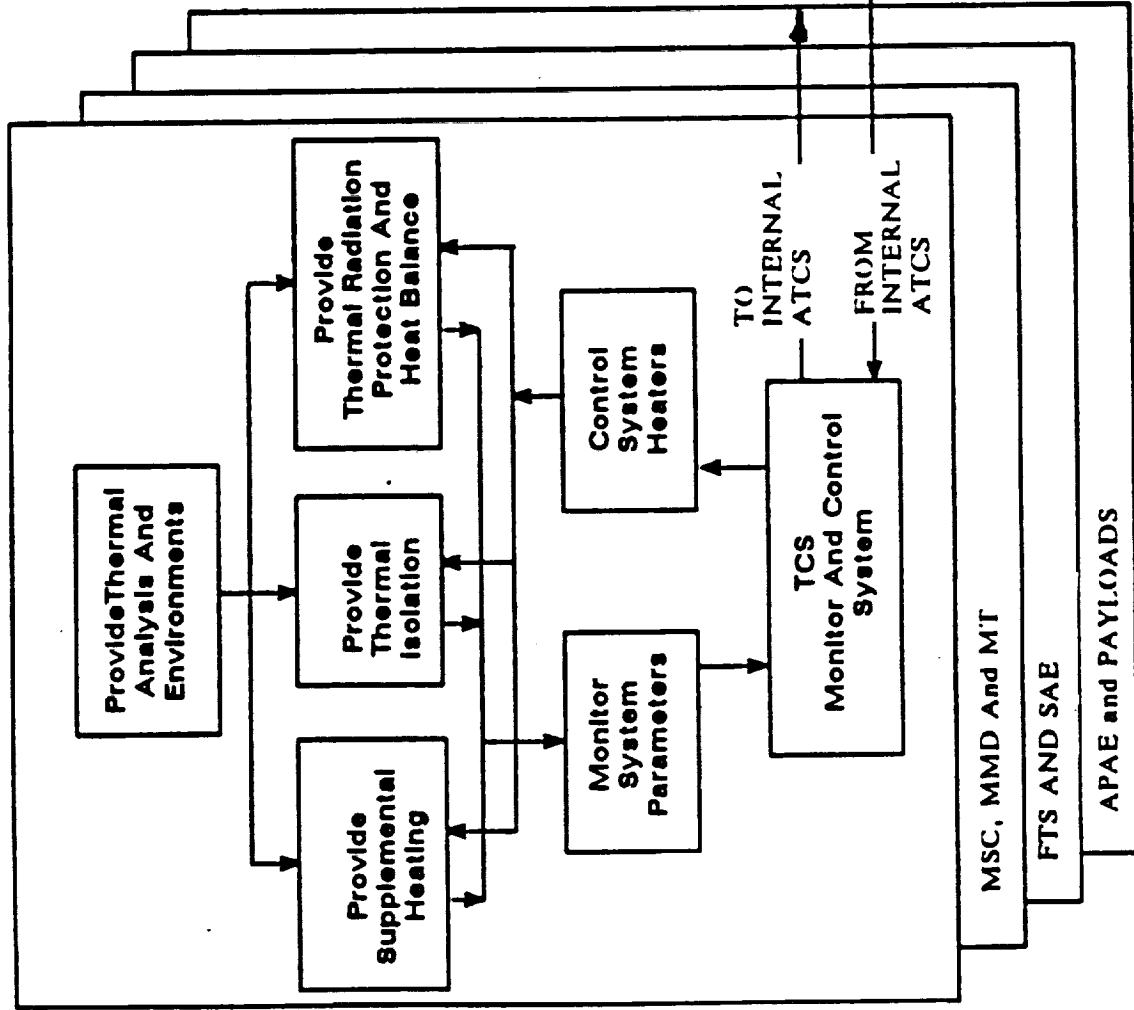 ProvideThermal
Analysis And
Environments
Provide
Supplemental
Heating
Provide
Thermal
Isolation
Provide
Thermal Radiation
Protection And
Heat Balance
Monitor
System
Parameters
Control
System
Heaters
TCS
Monitor And Control
System
TO
INTERNAL
ATCS
FROM
INTERNAL
ATCS
MSC, MMD And MT
FTS AND SAE
APAE and PAYLOADS